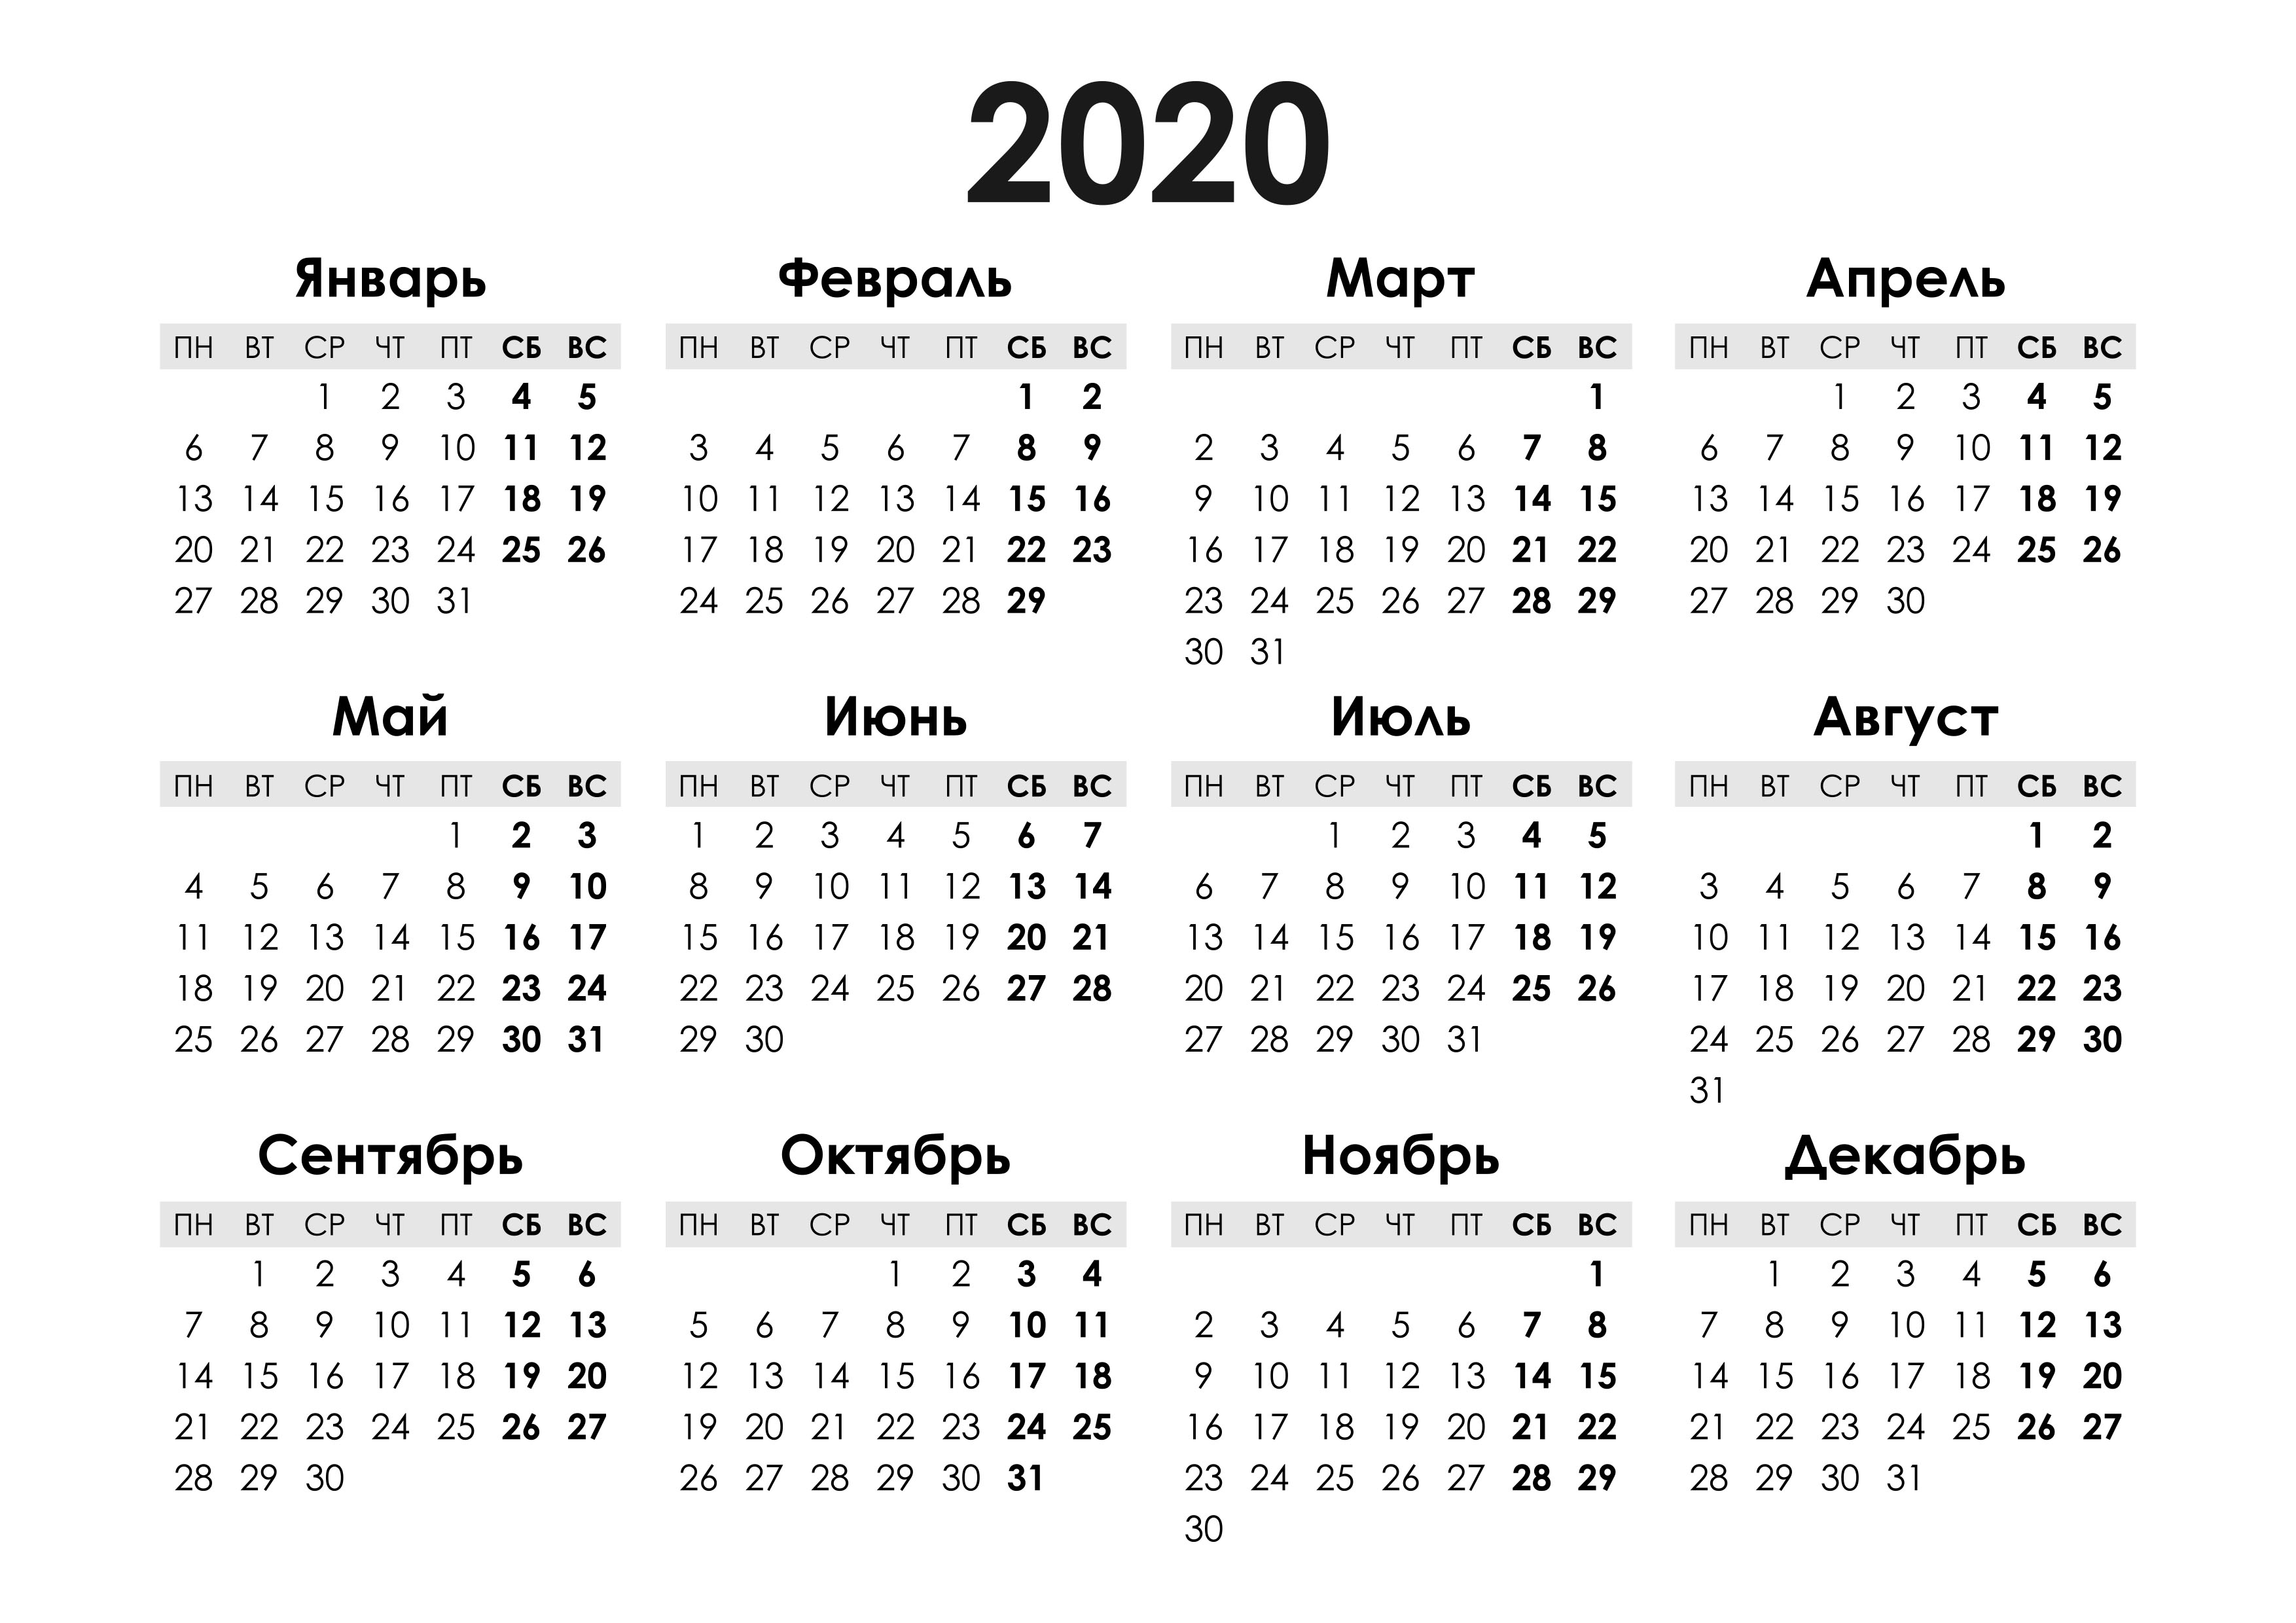 2020
Январь Февраль Март Апрель
ПН ВТ СР ЧТ ПТ СБ ВС ПН ВТ СР ЧТ ПТ СБ ВС ПН ВТ СР ЧТ ПТ СБ ВС ПН ВТ СР ЧТ ПТ СБ ВС
1 2 3 4 5 1 2 1 1 2 3 4 5
6 7 8 9 10 11 12 3 4 5 6 7 8 9 2 3 4 5 6 7 8 6 7 8 9 10 11 12
13 14 15 16 17 18 19 10 11 12 13 14 15 16 9 10 11 12 13 14 15 13 14 15 16 17 18 19
20 21 22 23 24 25 26 17 18 19 20 21 22 23 16 17 18 19 20 21 22 20 21 22 23 24 25 26
27 28 29 30 31 24 25 26 27 28 29 23 24 25 26 27 28 29 27 28 29 30
30 31
Май Июнь Июль Август
ПН ВТ СР ЧТ ПТ СБ ВС ПН ВТ СР ЧТ ПТ СБ ВС ПН ВТ СР ЧТ ПТ СБ ВС ПН ВТ СР ЧТ ПТ СБ ВС
1 2 3 1 2 3 4 5 6 7 1 2 3 4 5 1 2
4 5 6 7 8 9 10 8 9 10 11 12 13 14 6 7 8 9 10 11 12 3 4 5 6 7 8 9
11 12 13 14 15 16 17 15 16 17 18 19 20 21 13 14 15 16 17 18 19 10 11 12 13 14 15 16
18 19 20 21 22 23 24 22 23 24 25 26 27 28 20 21 22 23 24 25 26 17 18 19 20 21 22 23
25 26 27 28 29 30 31 29 30 27 28 29 30 31 24 25 26 27 28 29 30
31
Сентябрь Октябрь Ноябрь Декабрь
ПН ВТ СР ЧТ ПТ СБ ВС ПН ВТ СР ЧТ ПТ СБ ВС ПН ВТ СР ЧТ ПТ СБ ВС ПН ВТ СР ЧТ ПТ СБ ВС
1 2 3 4 5 6 1 2 3 4 1 1 2 3 4 5 6
7 8 9 10 11 12 13 5 6 7 8 9 10 11 2 3 4 5 6 7 8 7 8 9 10 11 12 13
14 15 16 17 18 19 20 12 13 14 15 16 17 18 9 10 11 12 13 14 15 14 15 16 17 18 19 20
21 22 23 24 25 26 27 19 20 21 22 23 24 25 16 17 18 19 20 21 22 21 22 23 24 25 26 27
28 29 30 26 27 28 29 30 31 23 24 25 26 27 28 29 28 29 30 31
30